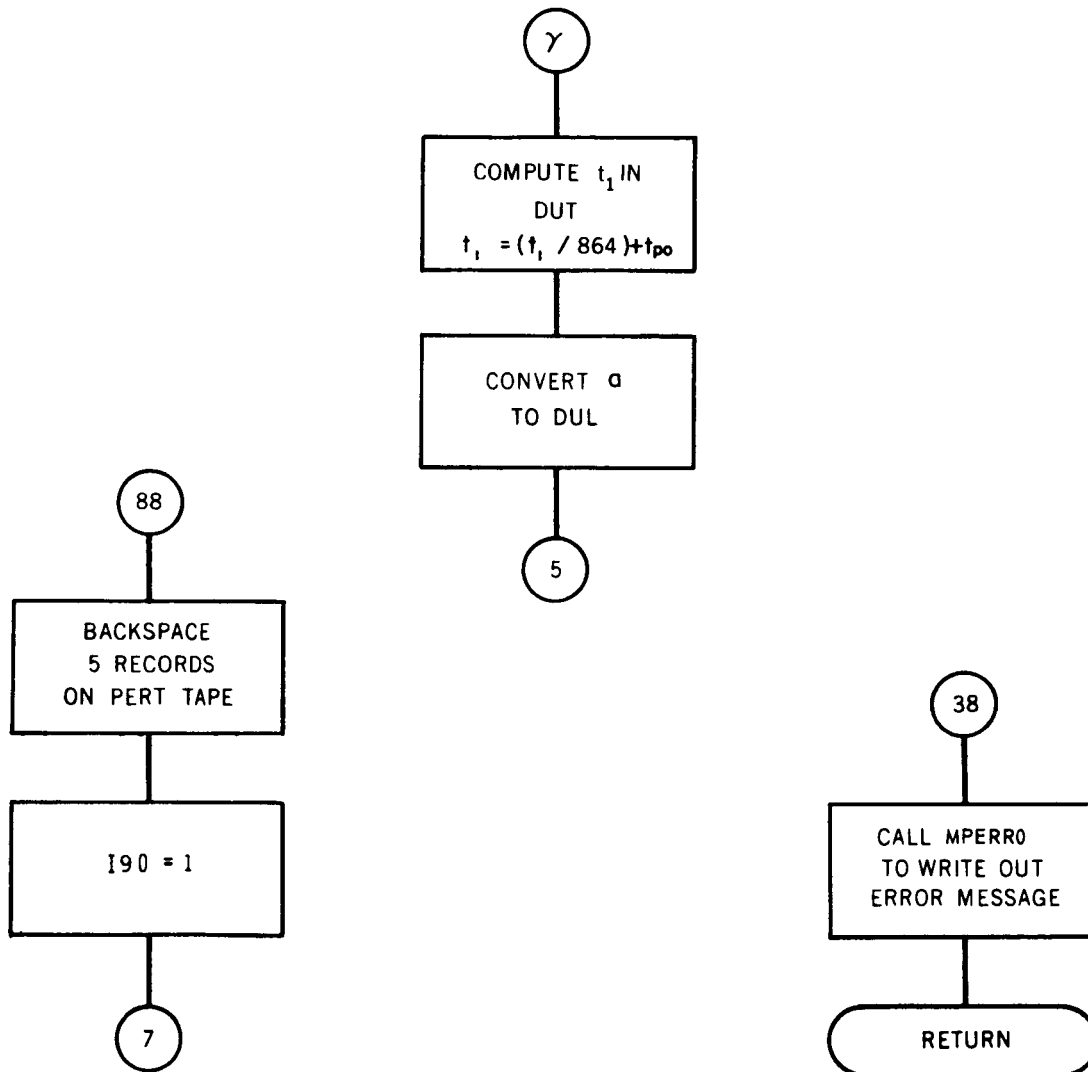 γ
COMPUTE t₁ IN
DUT
t₁ = (t₁ / 864) + tpo
CONVERT a
TO DUL
5
88
BACKSPACE
5 RECORDS
ON PERT TAPE
I90 = 1
7
38
CALL MPERRO
TO WRITE OUT
ERROR MESSAGE
RETURN